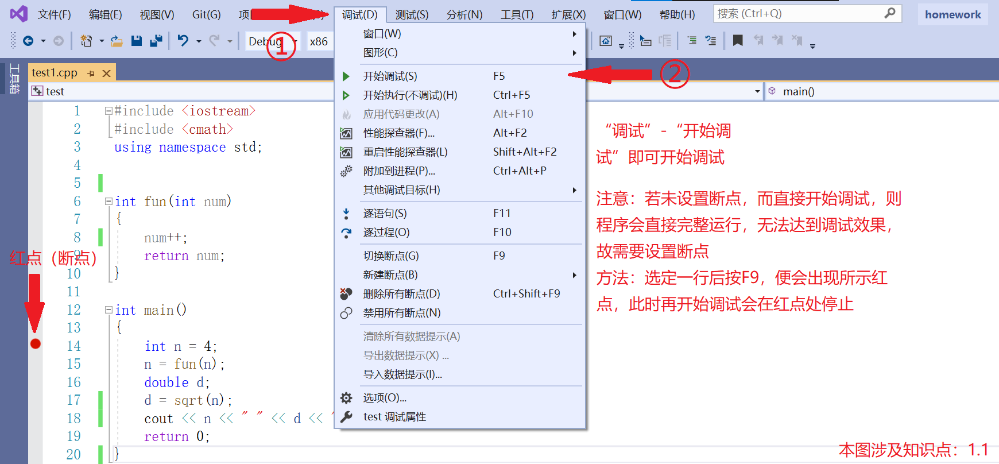 文件(F) 编辑(E) 视图(V) Git(G) 项 调试(D) 测试(S) 分析(N) 工具(T) 扩展(X) 窗口(W) 帮助(H) 搜索 (Ctrl+Q) homework
Debug x86
①
工具箱
test1.cpp
test main()
窗口(W)
图形(C)
开始调试(S) F5
②
开始执行(不调试)(H) Ctrl+F5
应用代码更改(A) Alt+F10
性能探查器(F)... Alt+F2
重启性能探查器(L) Shift+Alt+F2
附加到进程(P)... Ctrl+Alt+P
其他调试目标(H)
逐语句(S) F11
逐过程(O) F10
切换断点(G) F9
新建断点(B)
删除所有断点(D) Ctrl+Shift+F9
禁用所有断点(N)
清除所有数据提示(A)
导出数据提示(X) ...
导入数据提示(I)...
选项(O)...
test 调试属性
1 #include <iostream>
2 #include <cmath>
3 using namespace std;
4
5
6 int fun(int num)
7 {
8 num++;
9 return num;
10 }
11
12 int main()
13 {
14 int n = 4;
15 n = fun(n);
16 double d;
17 d = sqrt(n);
18 cout << n << " " << d << "
19 return 0;
20 }
红点（断点）
“调试” - “开始调
试” 即可开始调试
注意：若未设置断点，而直接开始调试，则
程序会直接完整运行，无法达到调试效果，
故需要设置断点
方法：选定一行后按F9，便会出现所示红
点，此时再开始调试会在红点处停止
本图涉及知识点：1.1